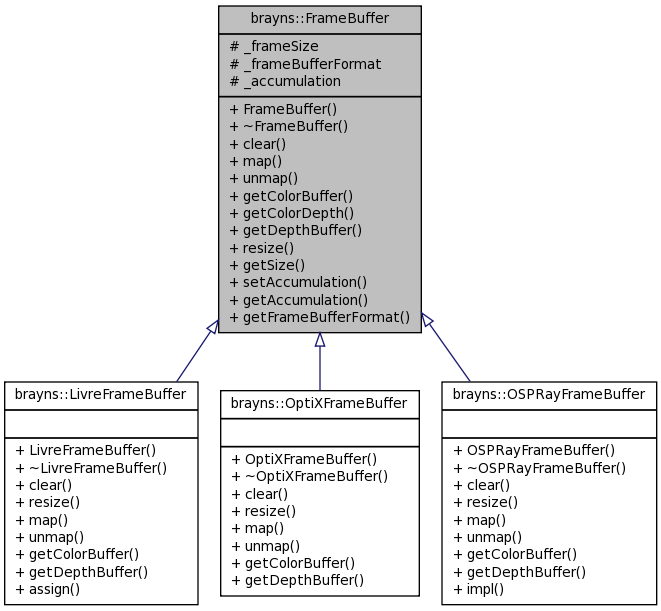 brayns::FrameBuffer
# _frameSize
# _frameBufferFormat
# _accumulation
+ FrameBuffer()
+ ~FrameBuffer()
+ clear()
+ map()
+ unmap()
+ getColorBuffer()
+ getColorDepth()
+ getDepthBuffer()
+ resize()
+ getSize()
+ setAccumulation()
+ getAccumulation()
+ getFrameBufferFormat()
brayns::LivreFrameBuffer
+ LivreFrameBuffer()
+ ~LivreFrameBuffer()
+ clear()
+ resize()
+ map()
+ unmap()
+ getColorBuffer()
+ getDepthBuffer()
+ assign()
brayns::OptiXFrameBuffer
+ OptiXFrameBuffer()
+ ~OptiXFrameBuffer()
+ clear()
+ resize()
+ map()
+ unmap()
+ getColorBuffer()
+ getDepthBuffer()
brayns::OSPRayFrameBuffer
+ OSPRayFrameBuffer()
+ ~OSPRayFrameBuffer()
+ clear()
+ resize()
+ map()
+ unmap()
+ getColorBuffer()
+ getDepthBuffer()
+ impl()